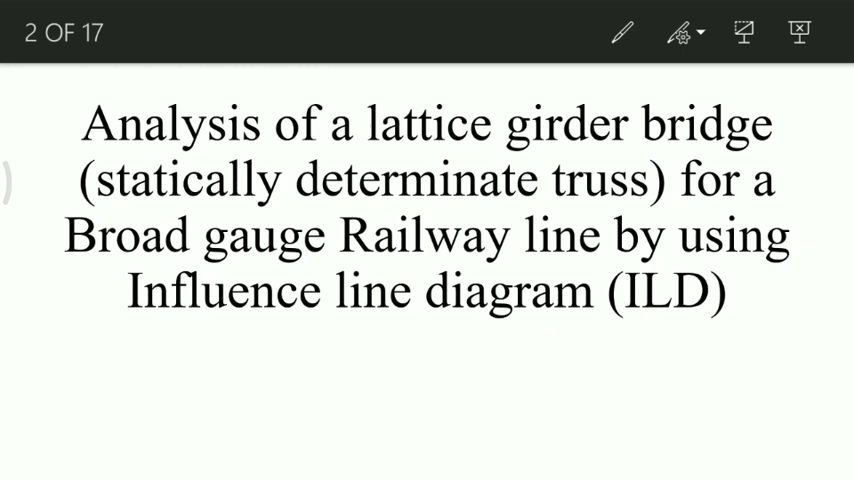 2 OF 17
Analysis of a lattice girder bridge
(statically determinate truss) for a
Broad gauge Railway line by using
Influence line diagram (ILD)